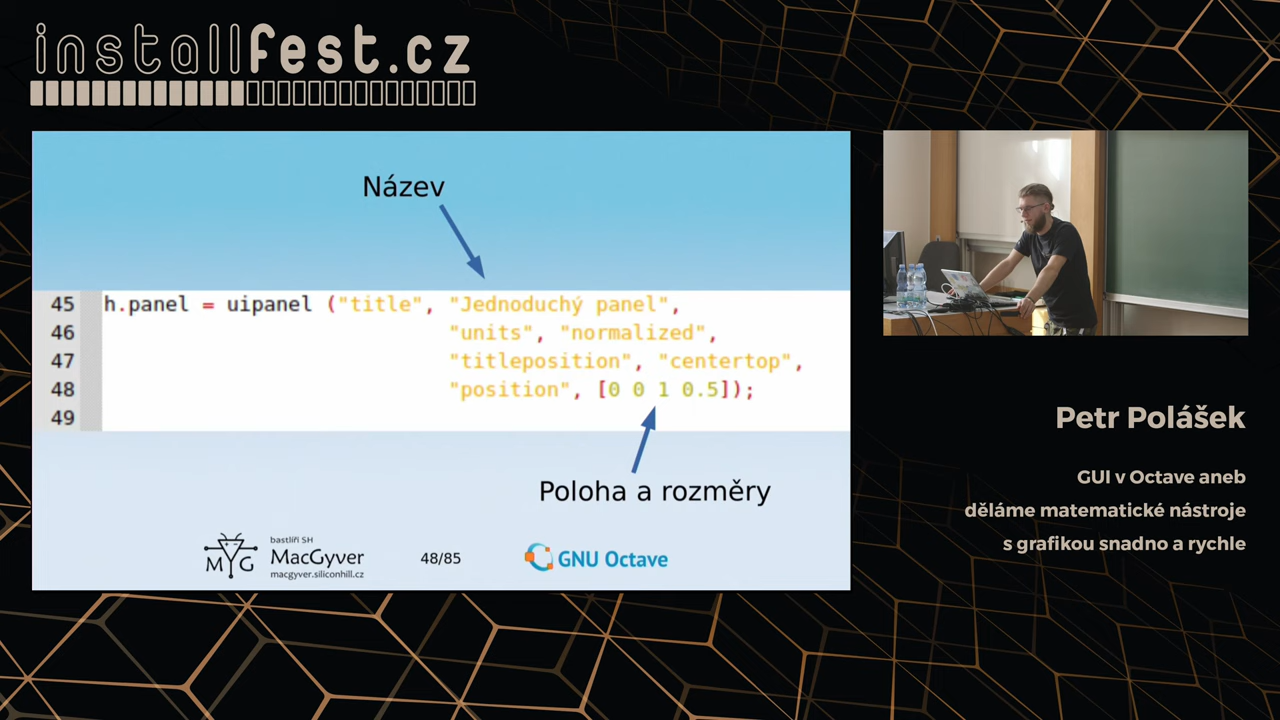 installfest.cz
Název
45 h.panel = uipanel ("title", "Jednoduchý panel",
46 "units", "normalized",
47 "titleposition", "centertop",
48 "position", [0 0 1 0.5]);
49
Poloha a rozměry
bastlíři SH
MacGyver
macgyver.siliconhill.cz
MYG
48/85
GNU Octave
Petr Polášek
GUI v Octave aneb
děláme matematické nástroje
s grafikou snadno a rychle